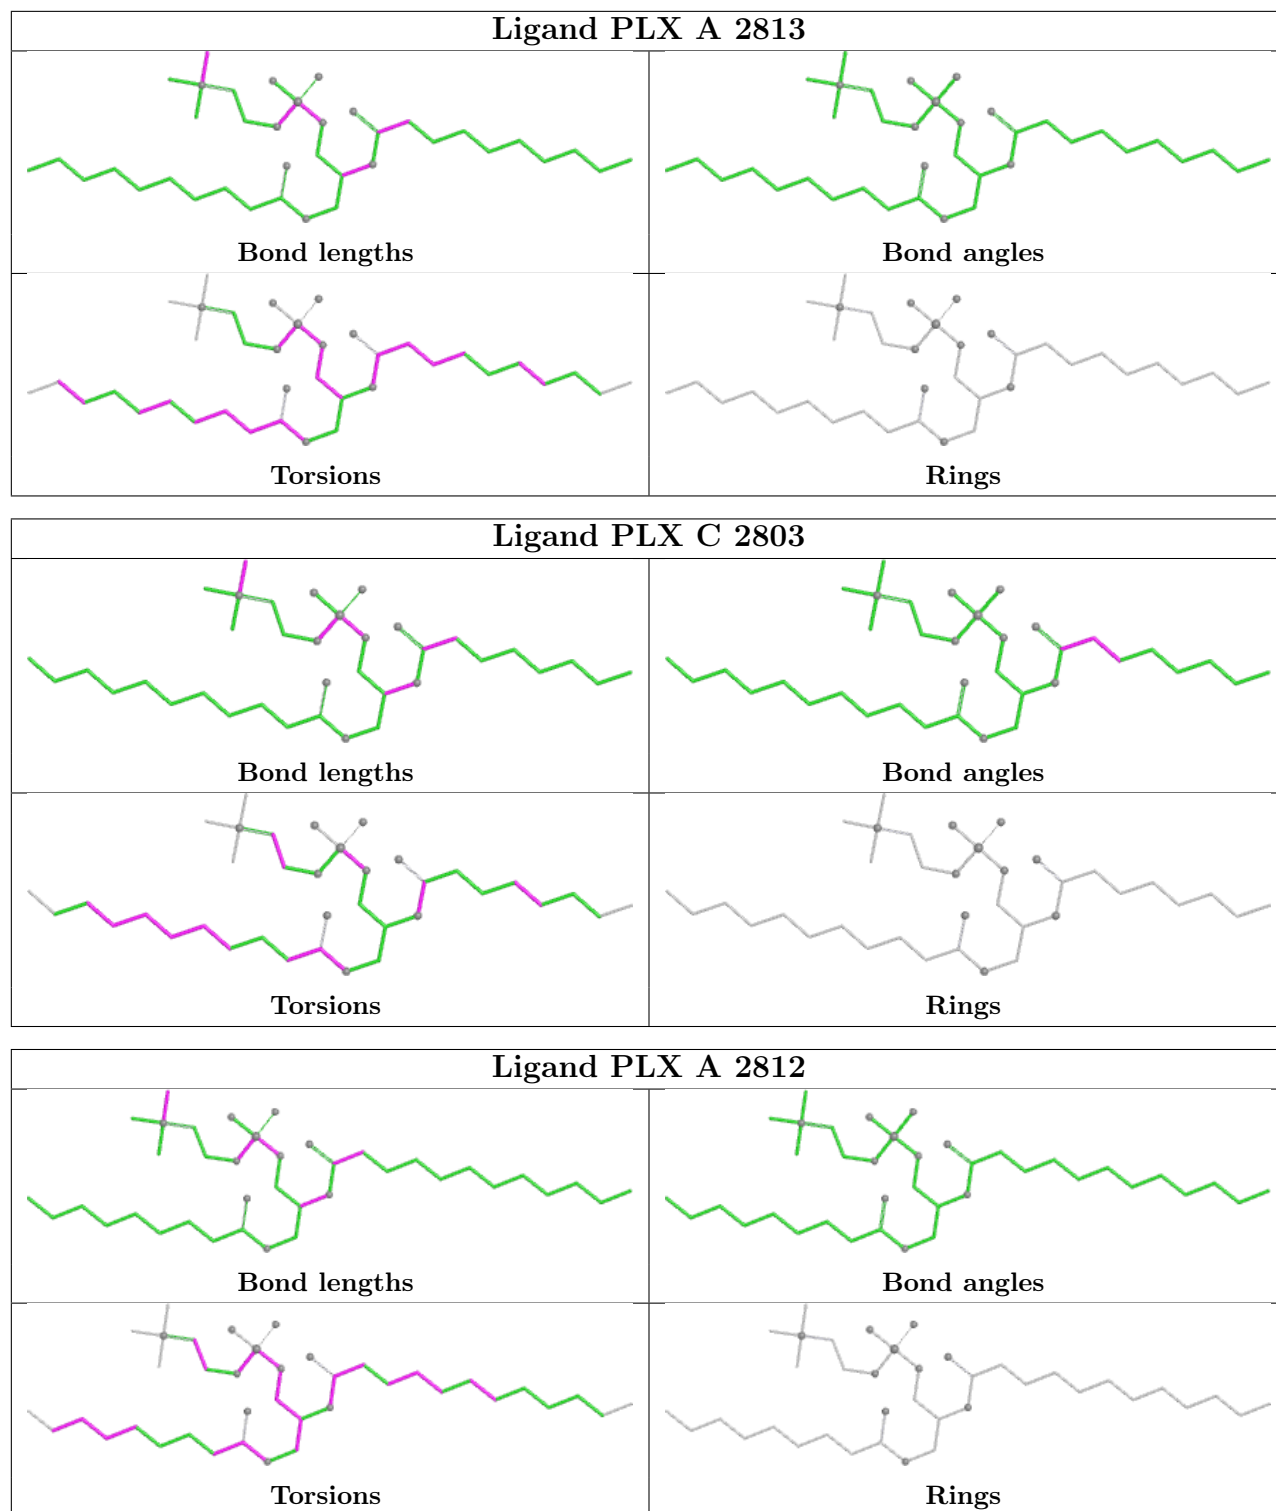 Ligand PLX A 2813
Bond lengths
Bond angles
Torsions
Rings
Ligand PLX C 2803
Bond lengths
Bond angles
Torsions
Rings
Ligand PLX A 2812
Bond lengths
Bond angles
Torsions
Rings